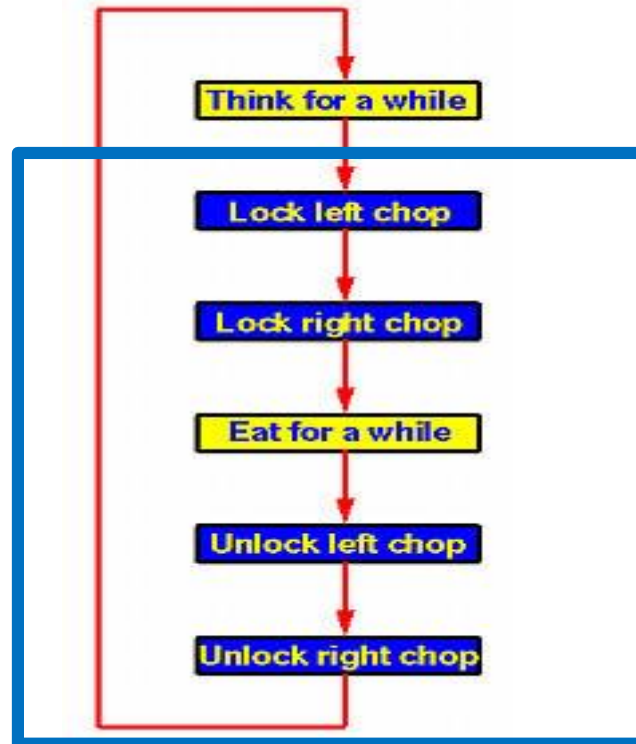 Think for a while
Lock left chop
Lock right chop
Eat for a while
Unlock left chop
Unlock right chop